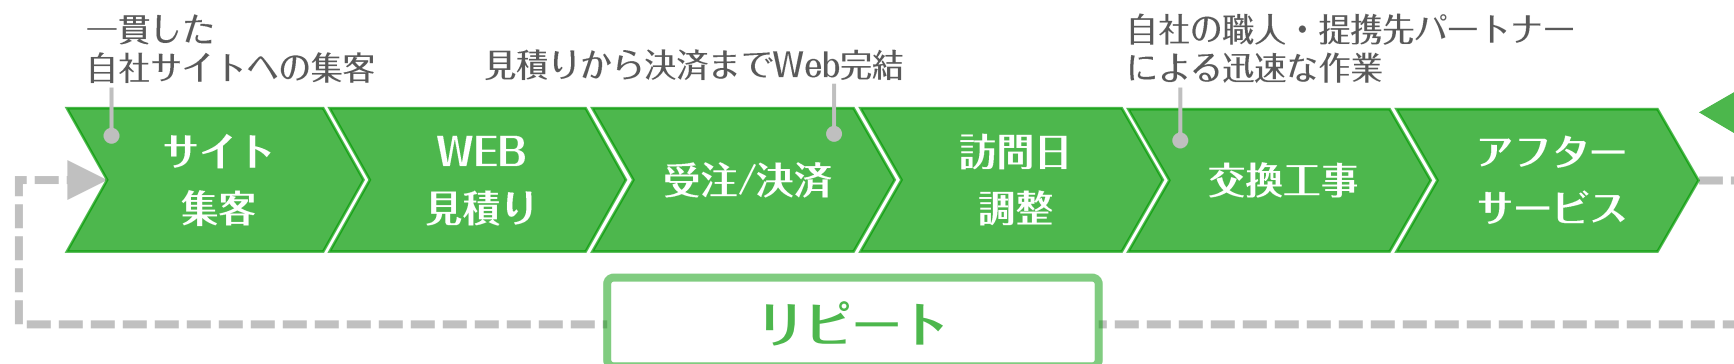 一貫した
自社サイトへの集客
見積りから決済までWeb完結
自社の職人・提携先パートナー
による迅速な作業
サイト
集客
WEB
見積り
受注/決済
訪問日
調整
交換工事
アフター
サービス
リピート